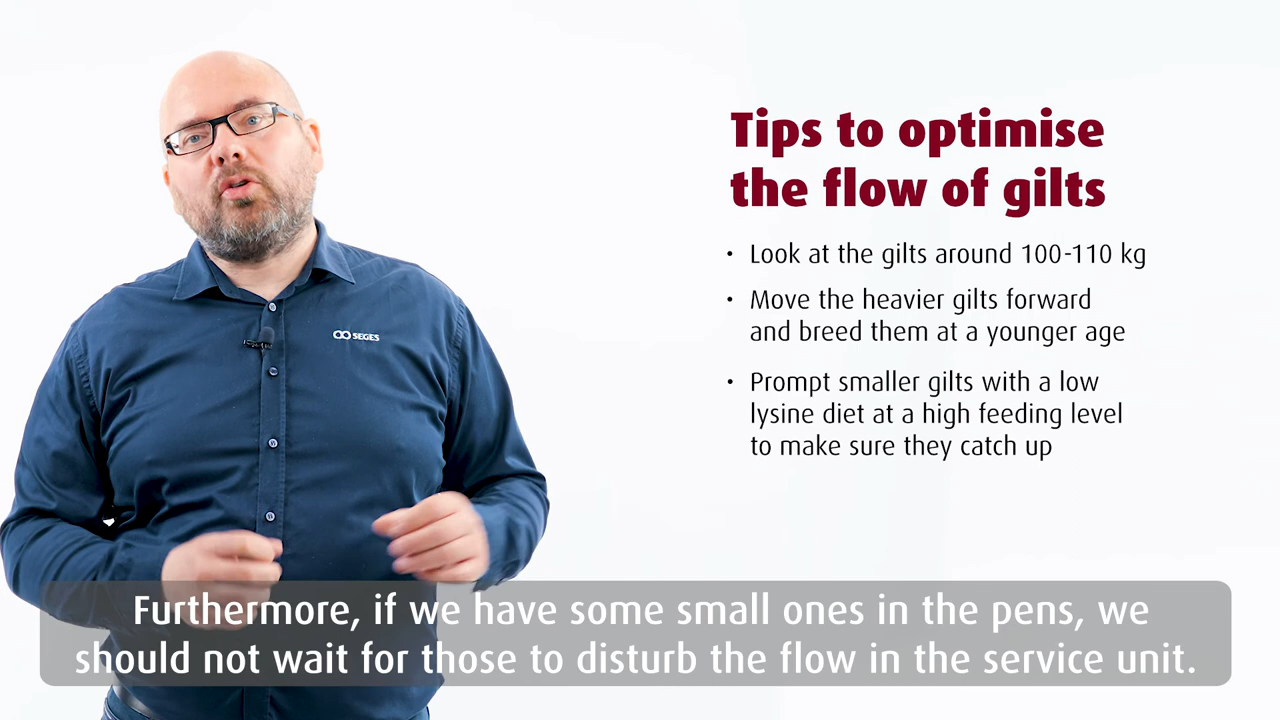 SEGES
Tips to optimise
the flow of gilts
• Look at the gilts around 100-110 kg
• Move the heavier gilts forward
and breed them at a younger age
• Prompt smaller gilts with a low
lysine diet at a high feeding level
to make sure they catch up
Furthermore, if we have some small ones in the pens, we
should not wait for those to disturb the flow in the service unit.